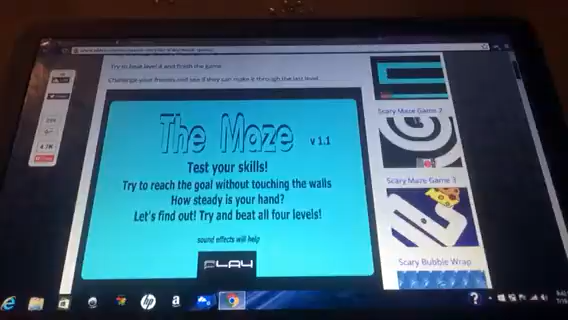 Try to beat level 4 and finish the game
Challenge your friends and see if they can make it through the last level
The Maze v 1.1
Test your skills!
Try to reach the goal without touching the walls
How steady is your hand?
Let's find out! Try and beat all four levels!
sound effects will help
PLAY
Scary Maze Game 2
Scary Maze Game 3
Scary Bubble Wrap
4.7K
hp
a
?